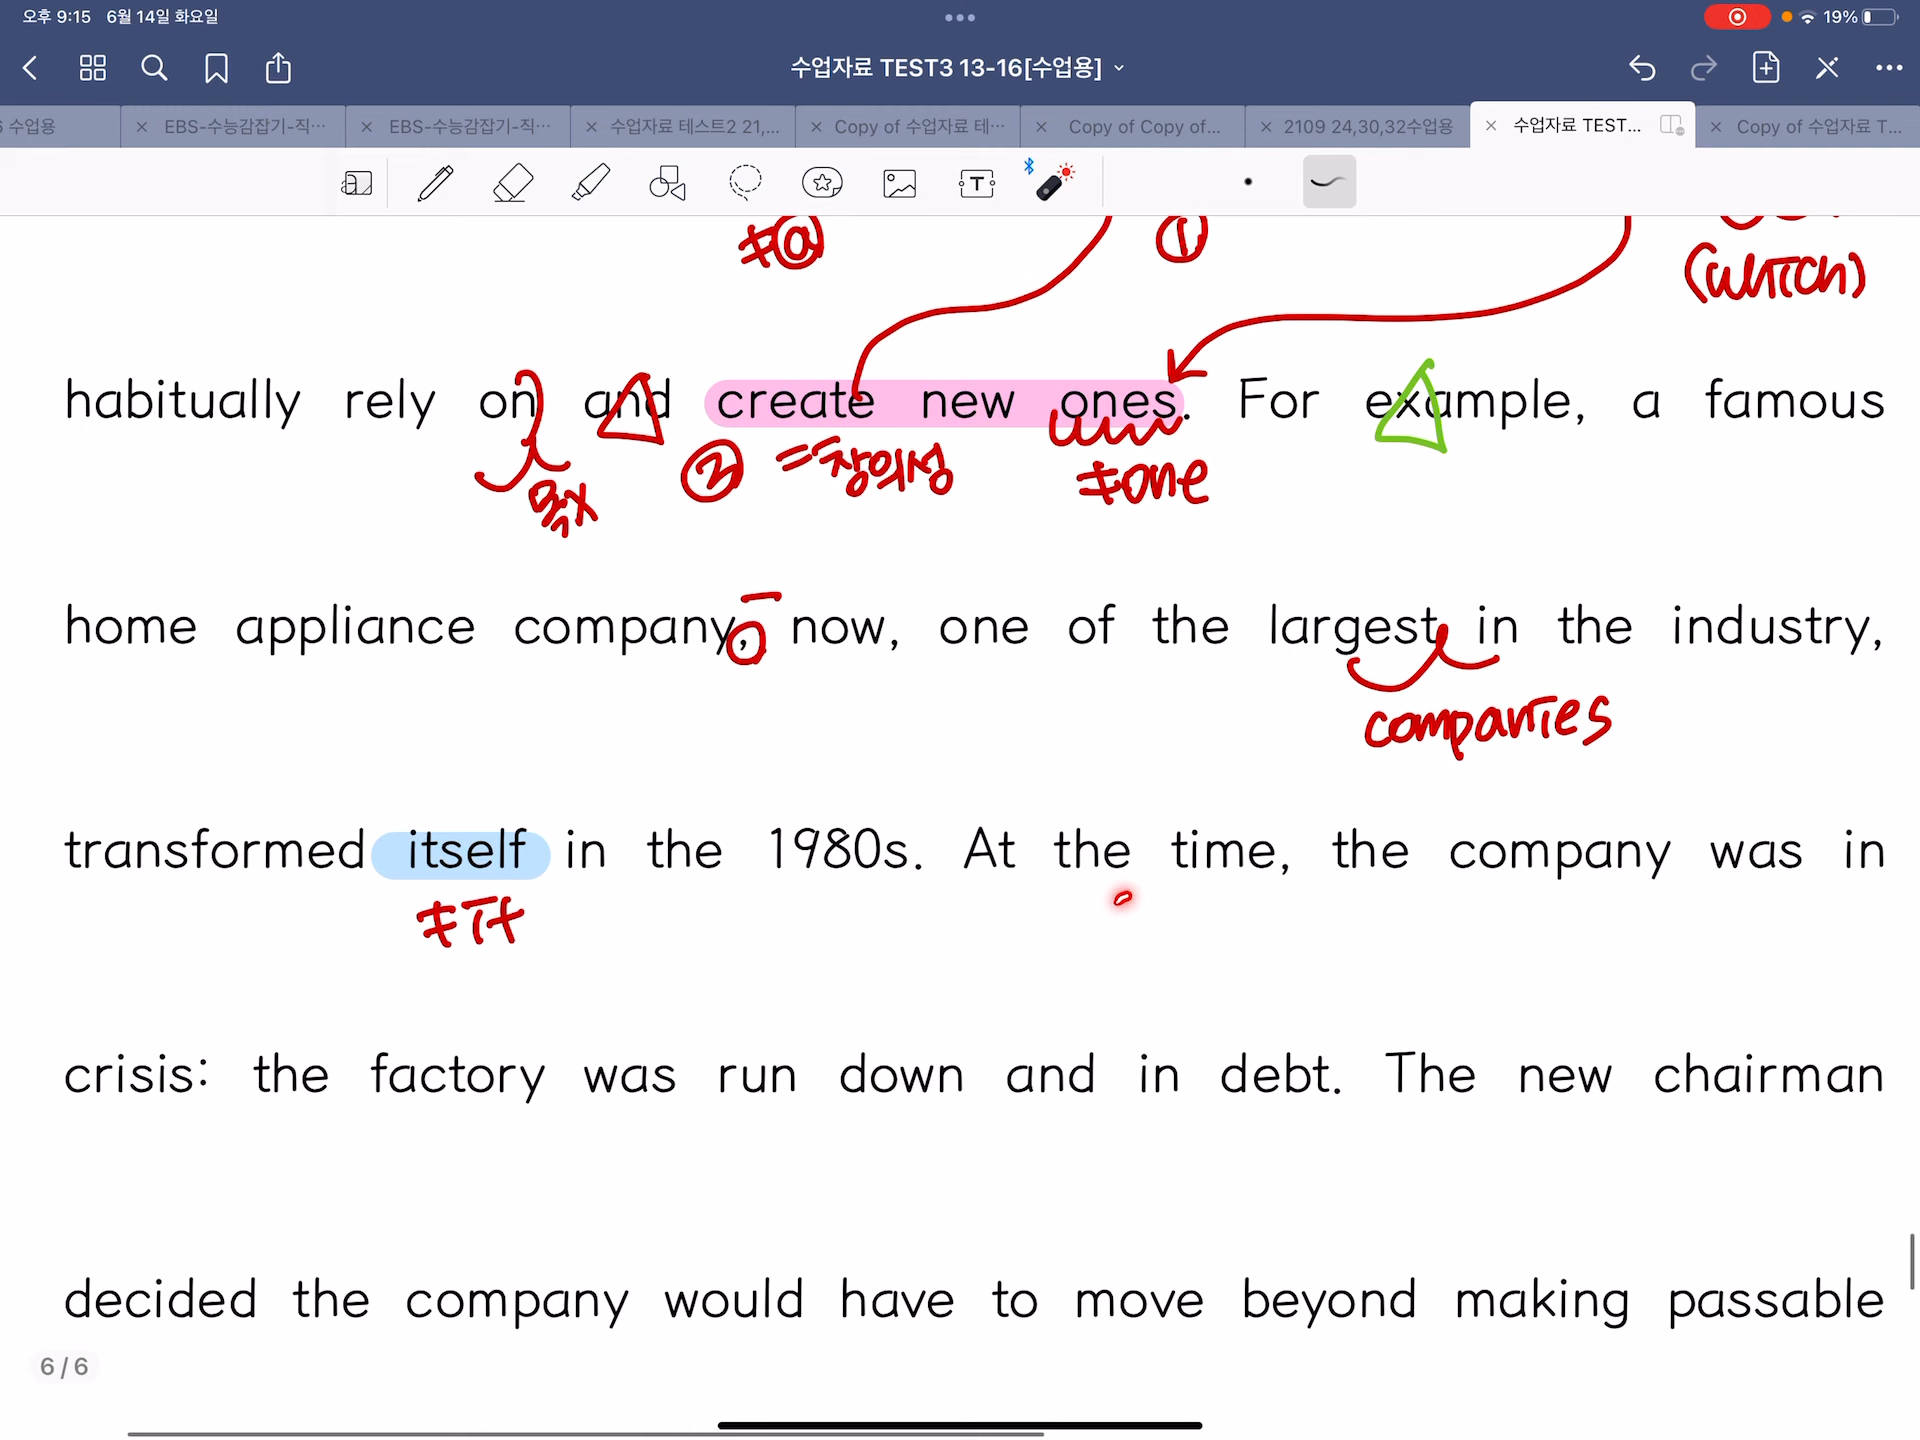 오후 9:15 6월 14일 화요일
19%
수업자료 TEST3 13-16[수업용]
6 수업용
EBS-수능감잡기-직…
EBS-수능감잡기-직…
수업자료 테스트2 21,...
Copy of 수업자료 테…
Copy of Copy of...
2109 24,30,32수업용
수업자료 TEST...
Copy of 수업자료 T...
≠ⓐ
①
(which)
habitually rely on and create new ones. For example, a famous
목x
② =창의성
≠one
home appliance company, now, one of the largest in the industry,
companies
transformed itself in the 1980s. At the time, the company was in
≠it
crisis: the factory was run down and in debt. The new chairman
decided the company would have to move beyond making passable
6 / 6